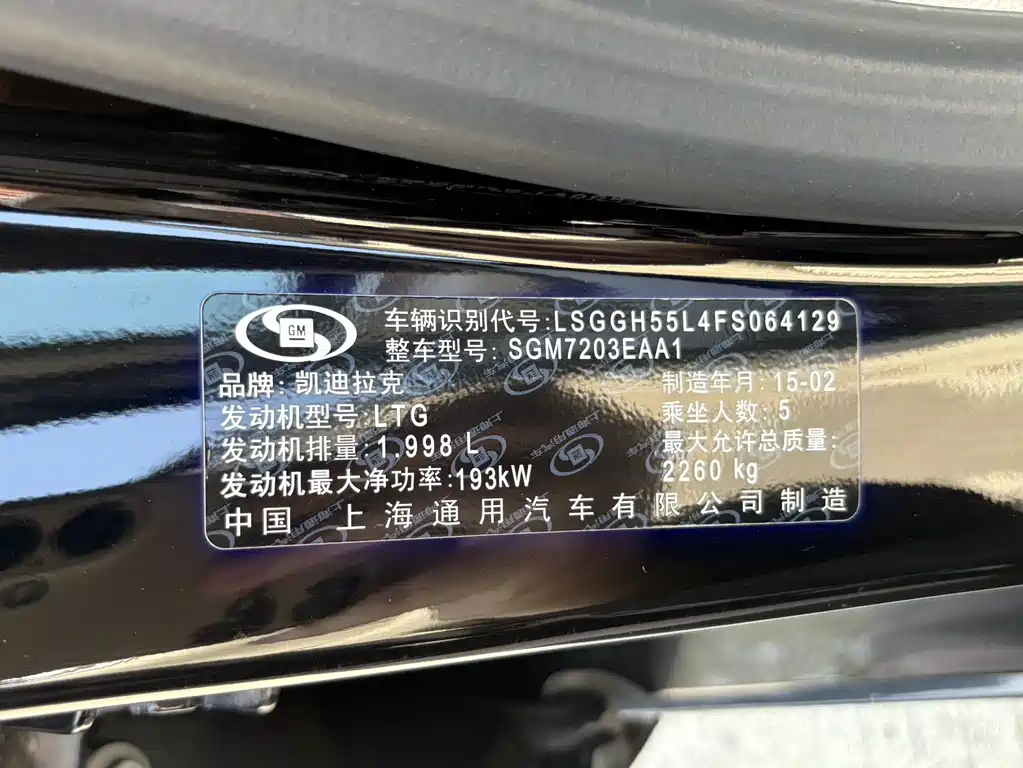 GM
车辆识别代号:LSGGH55L4FS064129
整车型号: SGM7203EAA1
品牌: 凯迪拉克
制造年月: 15-02
发动机型号:LTG
乘坐人数: 5
发动机排量:1.998 L
最大允许总质量:
2260 kg
发动机最大净功率:193kW
中国 上海通用汽车有限公司制造